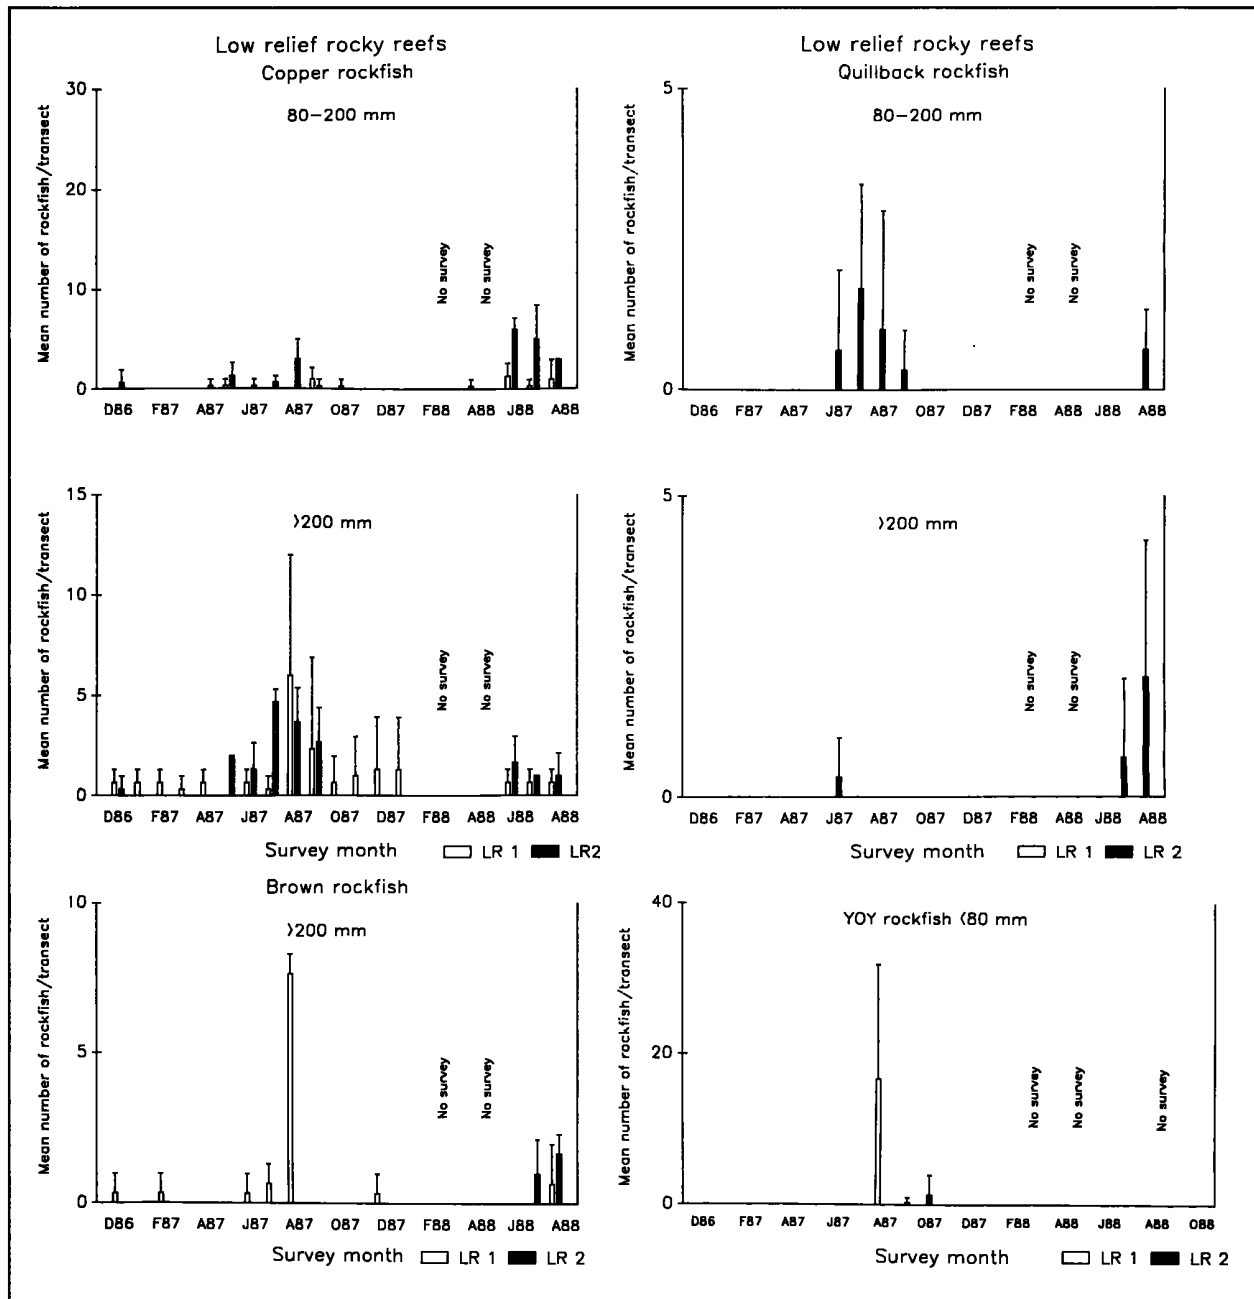 Low relief rocky reefs
Copper rockfish
80-200 mm
Mean number of rockfish/transect
30
20
10
0
No survey
No survey
D86 F87 A87 J87 A87 O87 D87 F88 A88 J88 A88
Low relief rocky reefs
Quillback rockfish
80-200 mm
Mean number of rockfish/transect
5
0
No survey
No survey
D86 F87 A87 J87 A87 O87 D87 F88 A88 J88 A88
>200 mm
Mean number of rockfish/transect
15
10
5
0
No survey
No survey
D86 F87 A87 J87 A87 O87 D87 F88 A88 J88 A88
Survey month LR 1 LR2
>200 mm
Mean number of rockfish/transect
5
0
No survey
No survey
D86 F87 A87 J87 A87 O87 D87 F88 A88 J88 A88
Survey month LR 1 LR 2
Brown rockfish
>200 mm
Mean number of rockfish/transect
10
5
0
No survey
No survey
D86 F87 A87 J87 A87 O87 D87 F88 A88 J88 A88
Survey month LR 1 LR 2
YOY rockfish <80 mm
Mean number of rockfish/transect
40
20
0
No survey
No survey
No survey
D86 F87 A87 J87 A87 O87 D87 F88 A88 J88 A88 O88
Survey month LR 1 LR 2